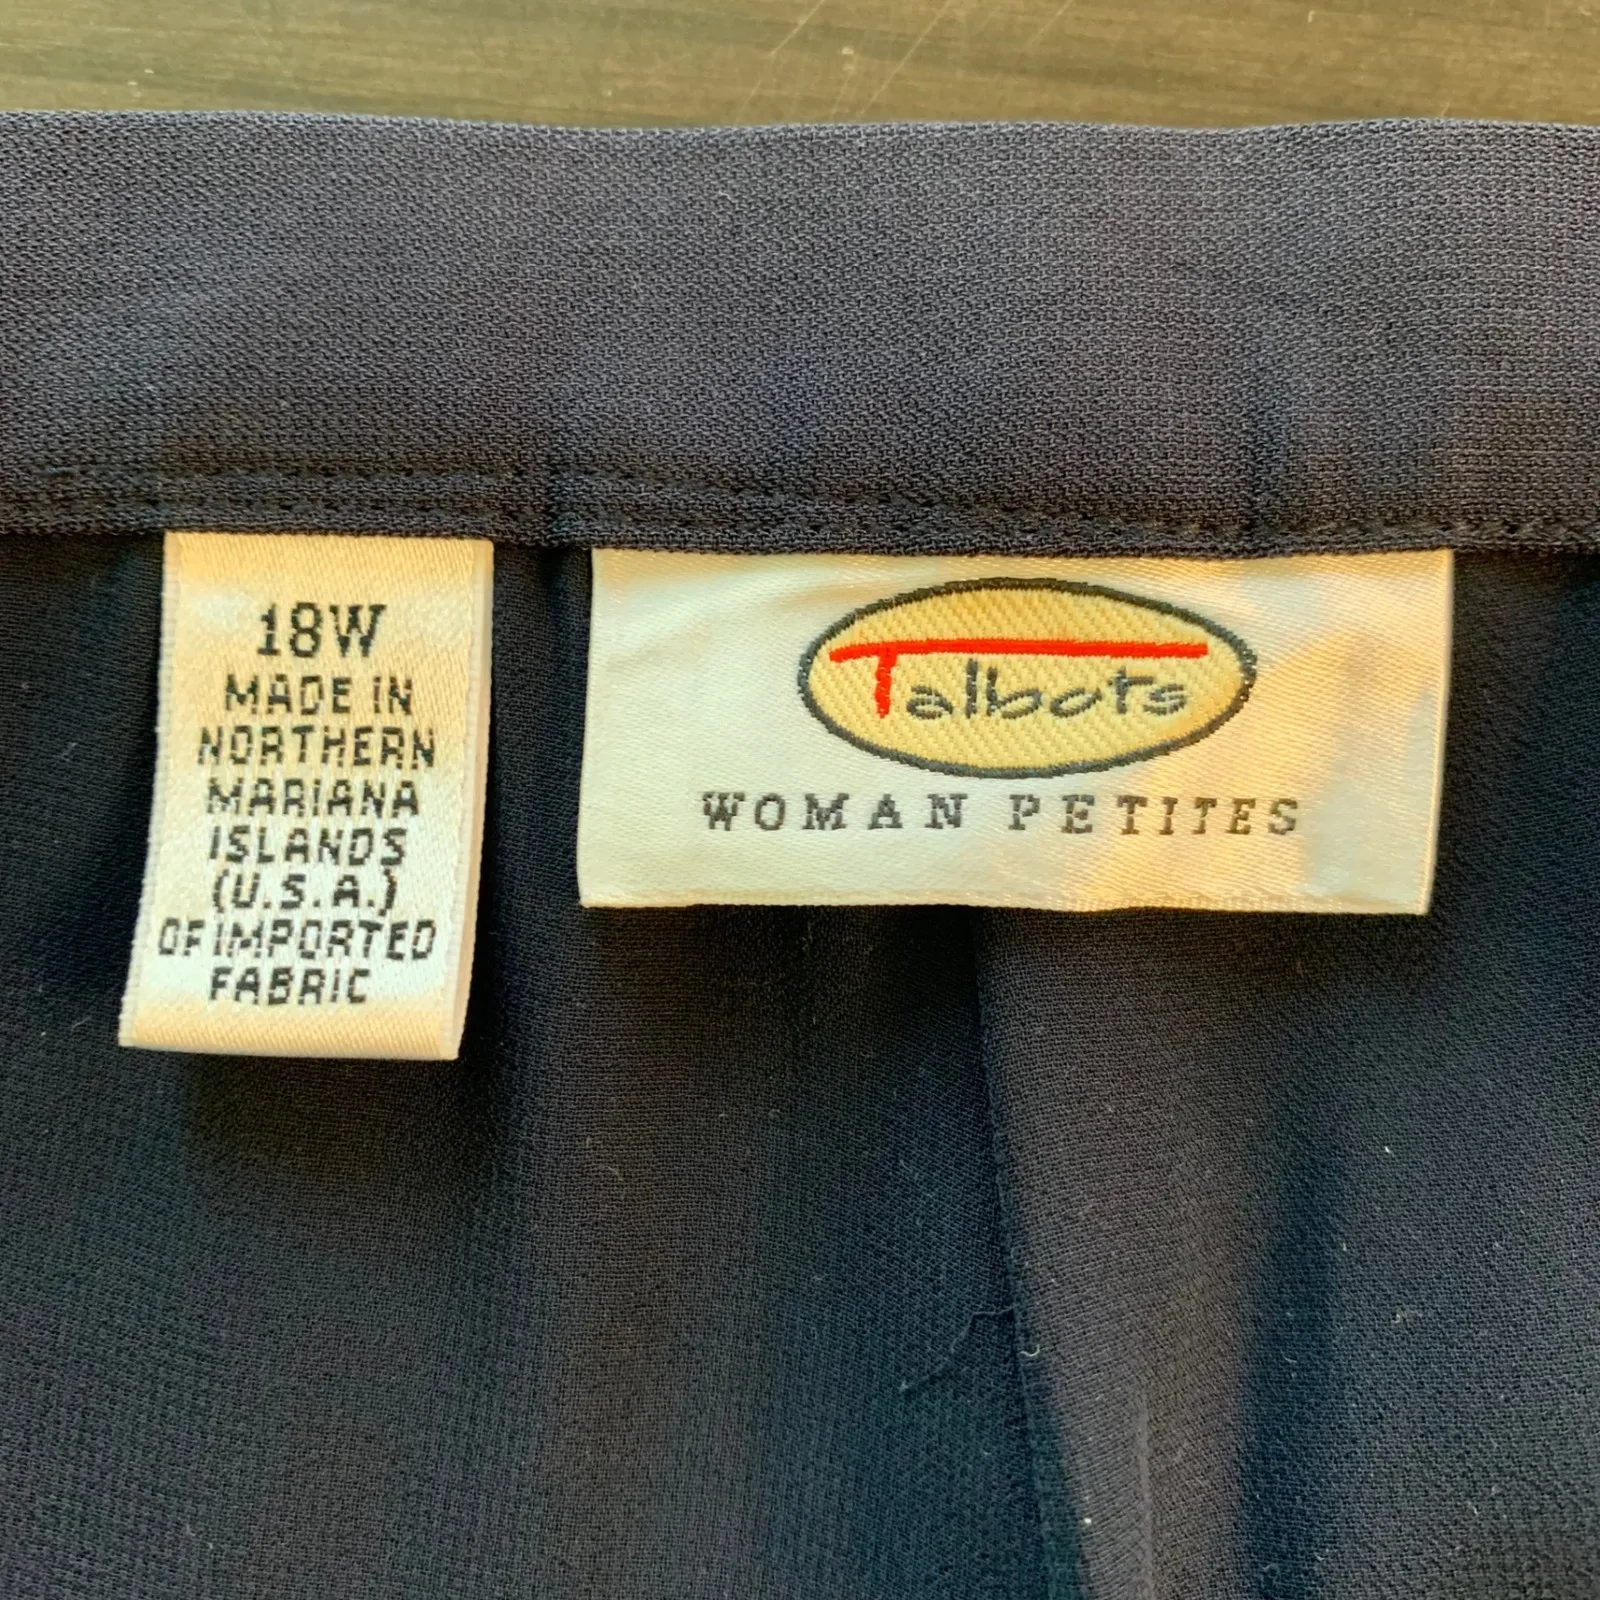 18W
MADE IN
NORTHERN
MARIANA
ISLANDS
(U.S.A.)
OF IMPORTED
FABRIC
Talbots
WOMAN PETITES